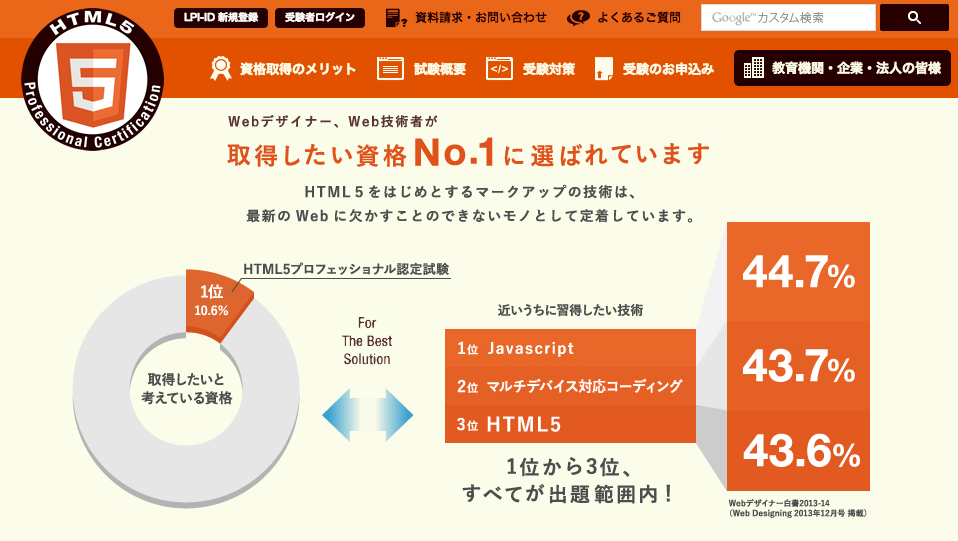 HTML5
Professional Certification
LPI-ID 新規登録
受験者ログイン
資料請求・お問い合わせ
よくあるご質問
Google™ カスタム検索
資格取得のメリット
試験概要
受験対策
受験のお申込み
教育機関・企業・法人の皆様
Webデザイナー、Web技術者が
取得したい資格No.1に選ばれています
HTML5をはじめとするマークアップの技術は、
最新のWebに欠かすことのできないモノとして定着しています。
HTML5プロフェッショナル認定試験
1位
10.6%
取得したいと
考えている資格
For
The Best
Solution
近いうちに習得したい技術
1位 Javascript
2位 マルチデバイス対応コーディング
3位 HTML5
44.7%
43.7%
43.6%
1位から3位、
すべてが出題範囲内！
Webデザイナー白書2013-14
（Web Designing 2013年12月号 掲載）